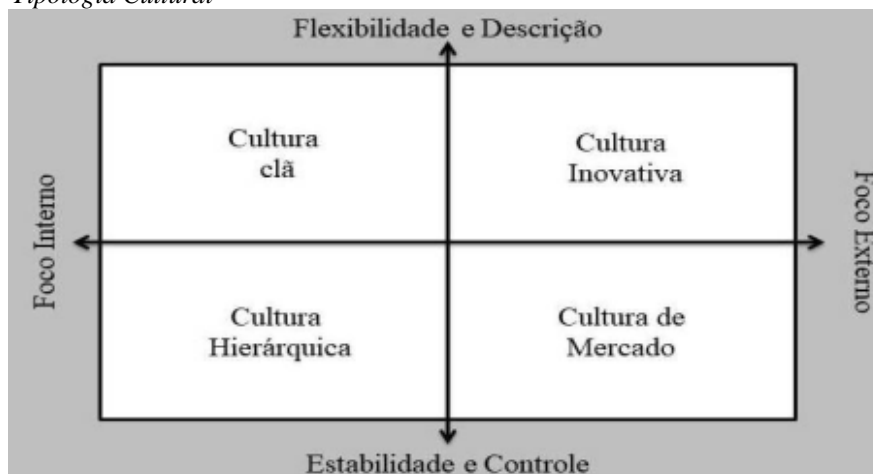 Tipologia Cultural
Flexibilidade e Descrição
Cultura
clã
Cultura
Inovativa
Foco Interno
Foco Externo
Cultura
Hierárquica
Cultura de
Mercado
Estabilidade e Controle